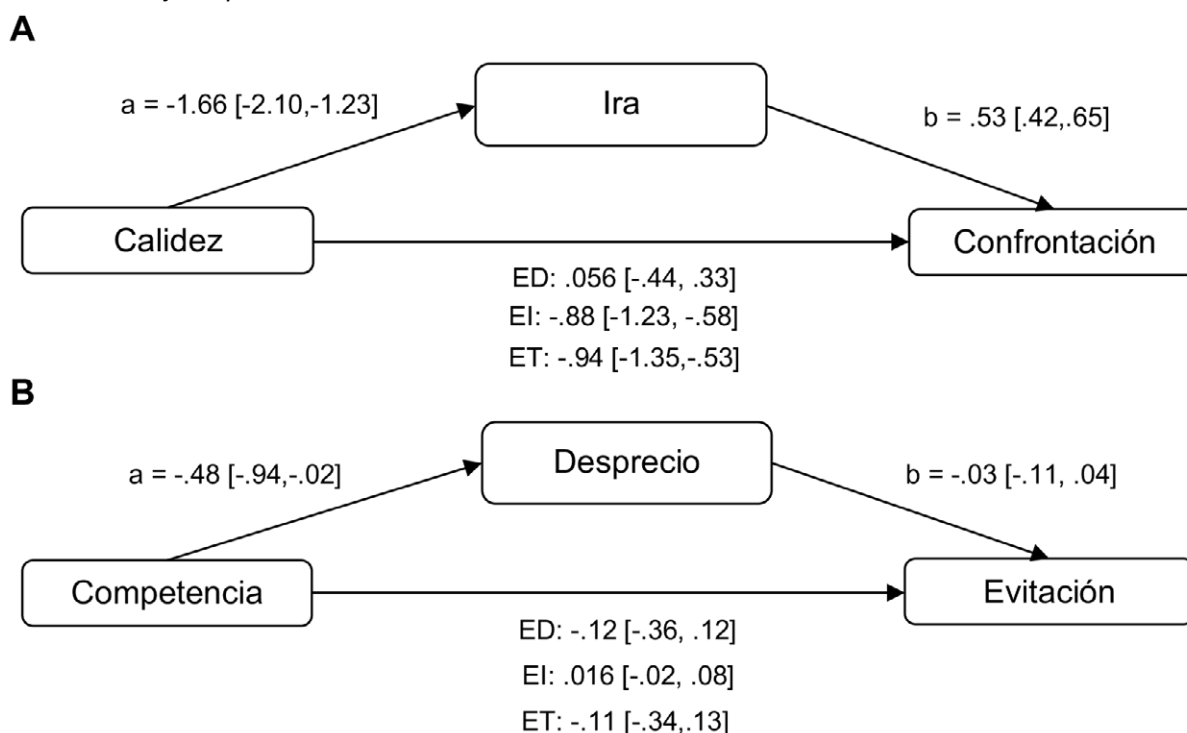 A
Ira
a = -1.66 [-2.10,-1.23]
b = .53 [.42,.65]
Calidez
Confrontación
ED: .056 [-.44, .33]
EI: -.88 [-1.23, -.58]
ET: -.94 [-1.35,-.53]
B
Desprecio
a = -.48 [-.94,-.02]
b = -.03 [-.11, .04]
Competencia
Evitación
ED: -.12 [-.36, .12]
EI: .016 [-.02, .08]
ET: -.11 [-.34,.13]